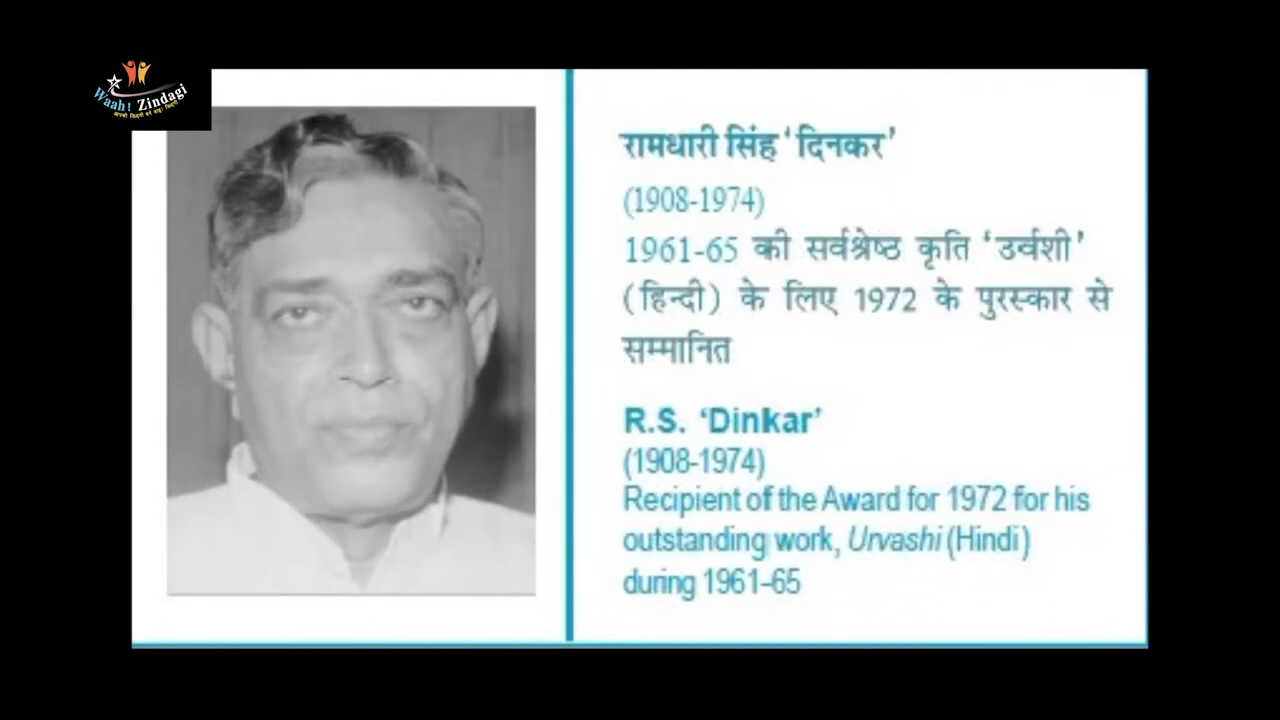 Waah! Zindagi
रामधारी सिंह ‘दिनकर’
(1908-1974)
1961-65 की सर्वश्रेष्ठ कृति ‘उर्वशी’
(हिन्दी) के लिए 1972 के पुरस्कार से
सम्मानित
R.S. ‘Dinkar’
(1908-1974)
Recipient of the Award for 1972 for his
outstanding work, Urvashi (Hindi)
during 1961-65